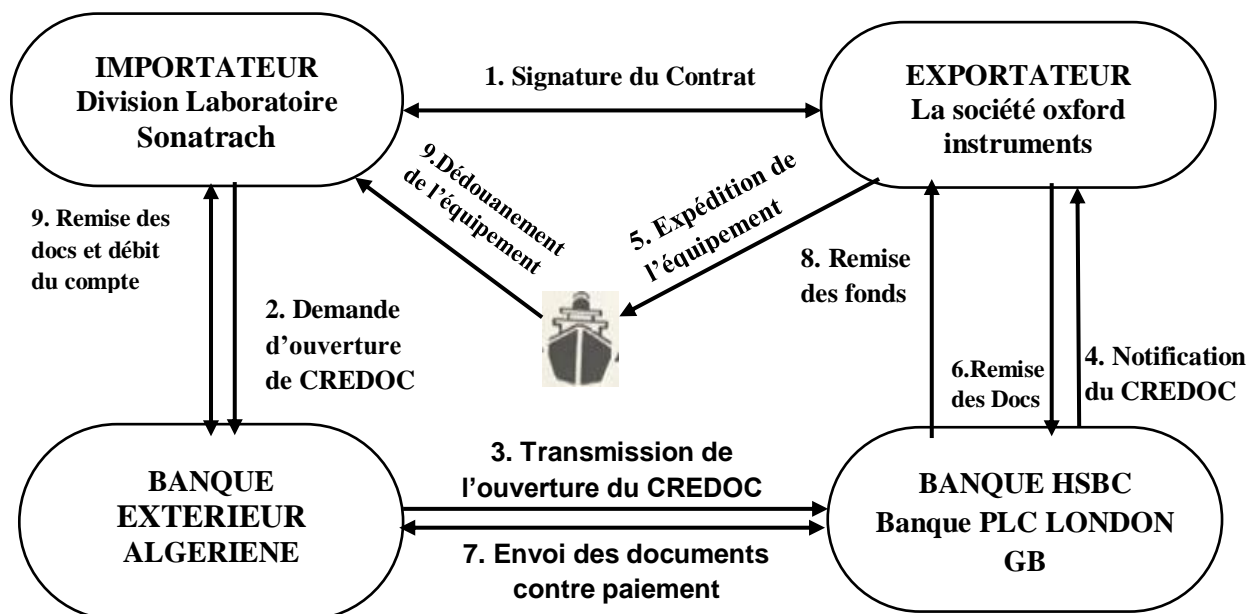 IMPORTATEUR
Division Laboratoire
Sonatrach
1. Signature du Contrat
EXPORTATEUR
La société oxford
instruments
9.Dédouanement
de l'équipement
5. Expédition de
l'équipement
9. Remise des
docs et débit
du compte
2. Demande
d'ouverture
de CREDOC
8. Remise
des fonds
6.Remise
des Docs
4. Notification
du CREDOC
BANQUE
EXTERIEUR
ALGERIENE
3. Transmission de
l'ouverture du CREDOC
7. Envoi des documents
contre paiement
BANQUE HSBC
Banque PLC LONDON
GB